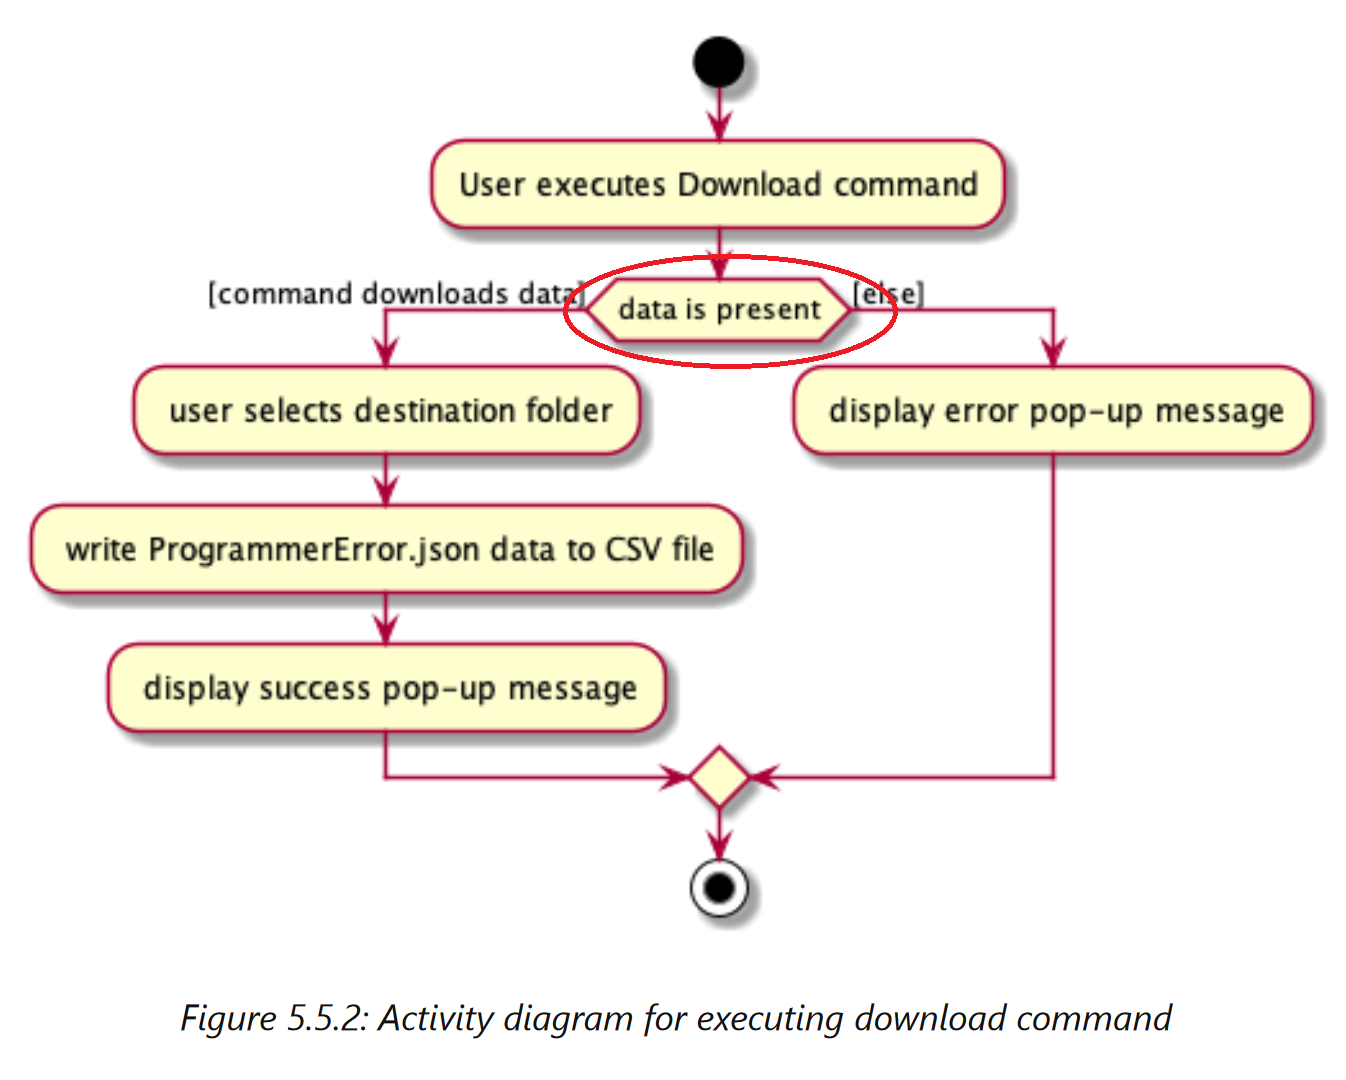 User executes Download command
[command downloads data]
data is present
[else]
user selects destination folder
display error pop-up message
write ProgrammerError.json data to CSV file
display success pop-up message
Figure 5.5.2: Activity diagram for executing download command